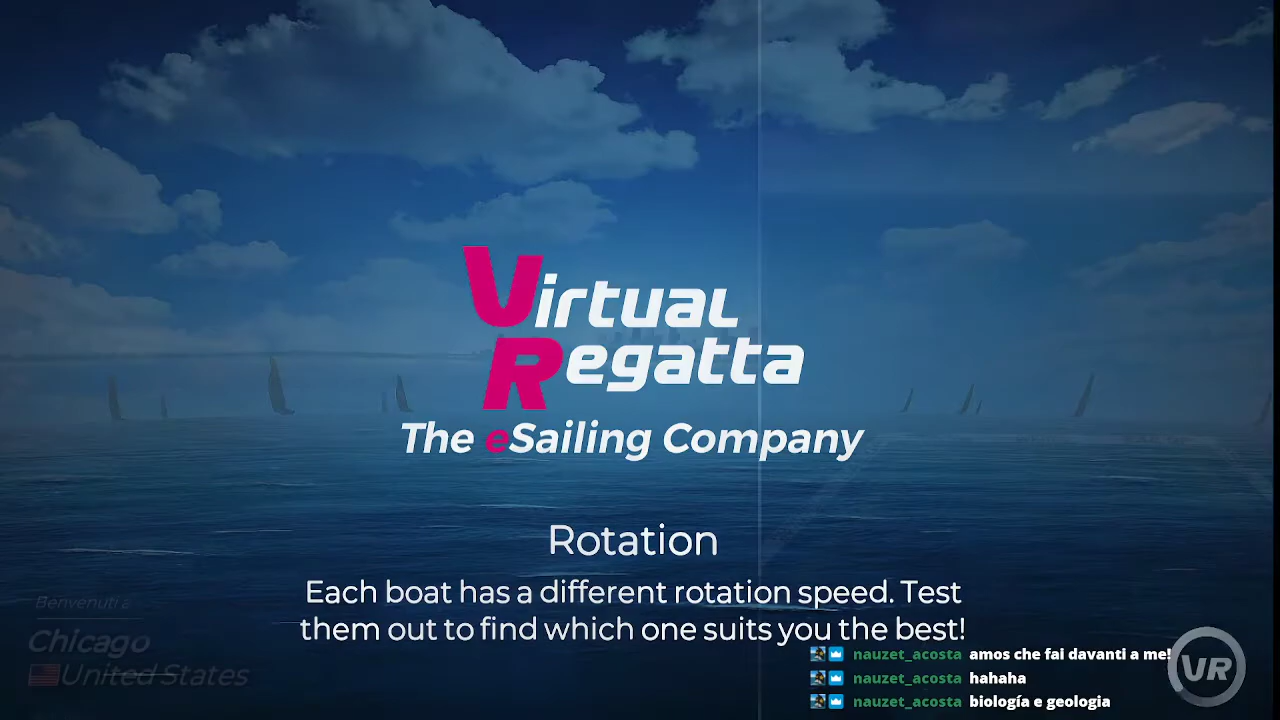 Virtual
Regatta
The eSailing Company
Rotation
Each boat has a different rotation speed. Test
them out to find which one suits you the best!
Benvenuti a
Chicago
United States
nauzet_acosta amos che fai davanti a me!
nauzet_acosta hahaha
nauzet_acosta biología e geologia
VR